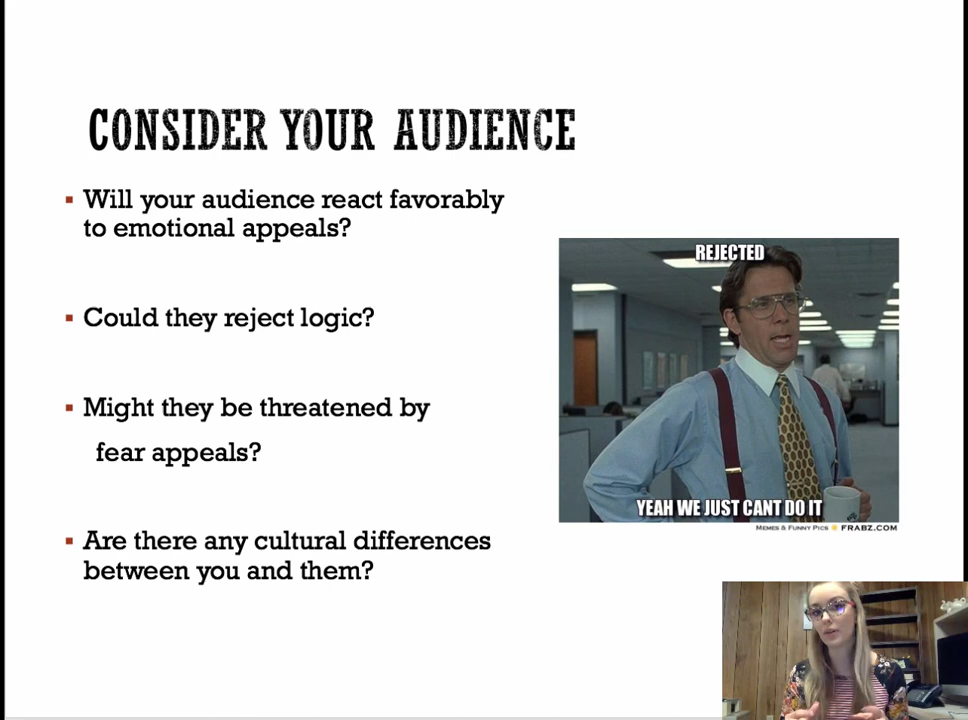 CONSIDER YOUR AUDIENCE
▪ Will your audience react favorably
to emotional appeals?
▪ Could they reject logic?
▪ Might they be threatened by
fear appeals?
▪ Are there any cultural differences
between you and them?
REJECTED
YEAH WE JUST CANT DO IT
MEMES & FUNNY PICS FRABZ.COM